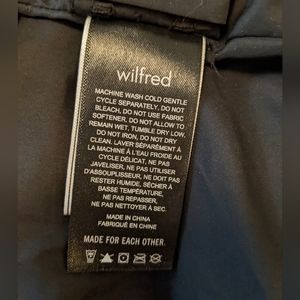 wilfred
MACHINE WASH COLD GENTLE
CYCLE SEPARATELY. DO NOT
BLEACH, DO NOT USE FABRIC
SOFTENER, DO NOT ALLOW TO
REMAIN WET, TUMBLE DRY LOW,
DO NOT IRON, DO NOT DRY
CLEAN. LAVER SÉPARÉMENT À
LA MACHINE À L'EAU FROIDE AU
CYCLE DÉLICAT, NE PAS
JAVELISER, NE PAS UTILISER
D'ASSOUPLISSEUR, NE DOIT PAS
RESTER HUMIDE, SÉCHER À
BASSE TEMPÉRATURE,
NE PAS REPASSER,
NE PAS NETTOYER À SEC.
MADE IN CHINA
FABRIQUÉ EN CHINE
MADE FOR EACH OTHER.